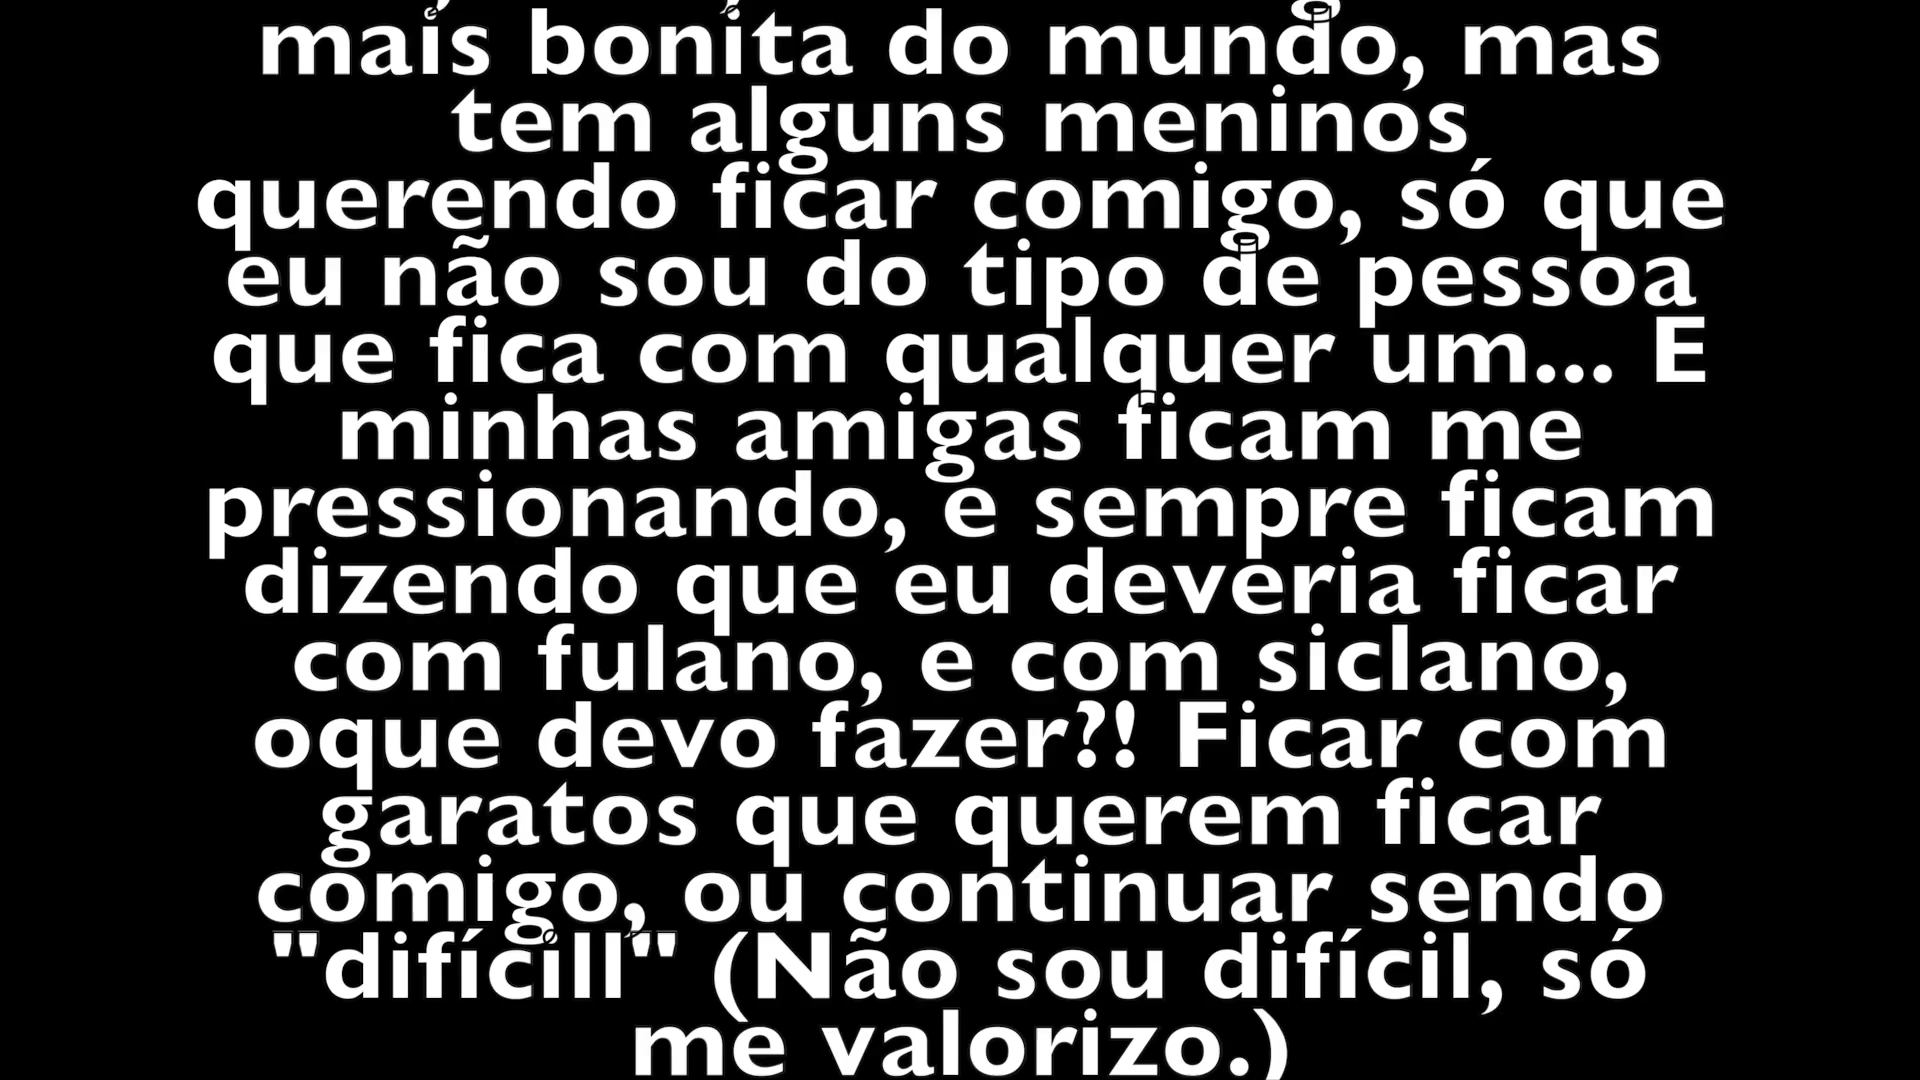 mais bonita do mundo, mas
tem alguns meninos
querendo ficar comigo, só que
eu não sou do tipo de pessoa
que fica com qualquer um... E
minhas amigas ficam me
pressionando, e sempre ficam
dizendo que eu deveria ficar
com fulano, e com siclano,
oque devo fazer?! Ficar com
garatos que querem ficar
comigo, ou continuar sendo
"difícill" (Não sou difícil, só
me valorizo.)